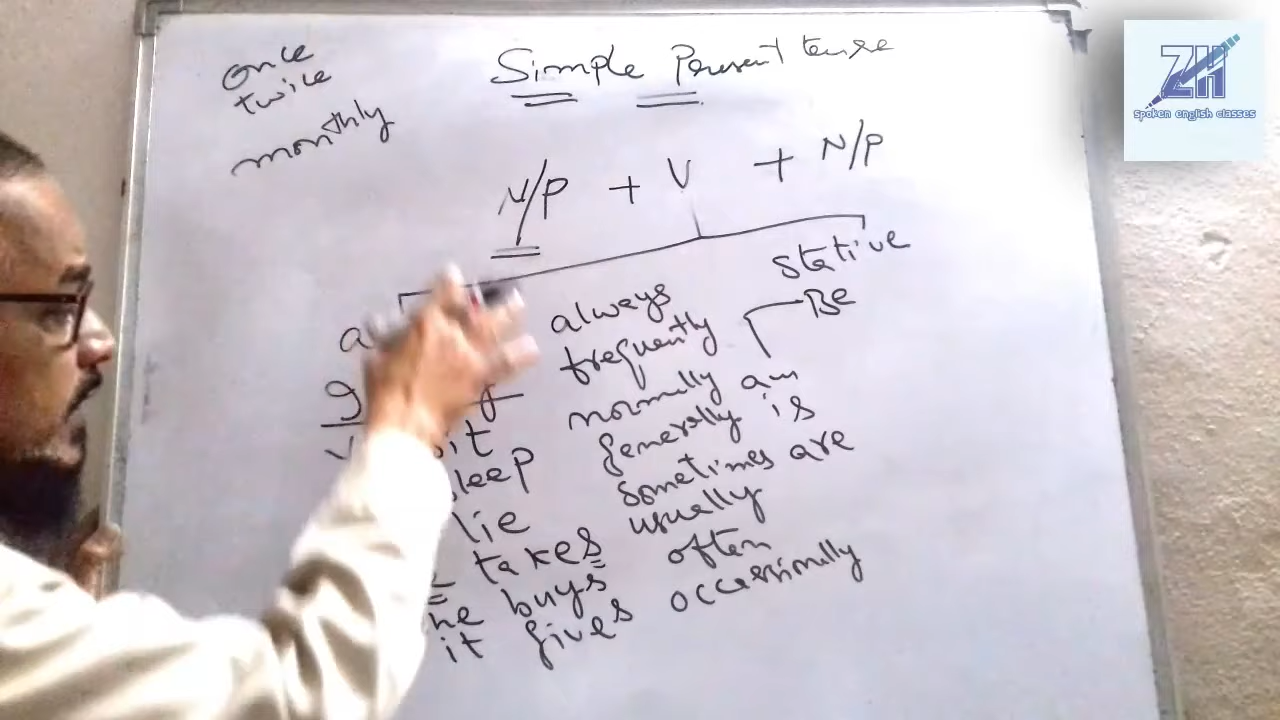 once
twice
monthly
Simple Present tense
N/P + V + N/P
always
frequently
normally
generally
sometimes
usually
often
occassionally
stative
Be
am
is
are
sit
sleep
lie
takes
he buys
it gives
ZH
spoken english classes